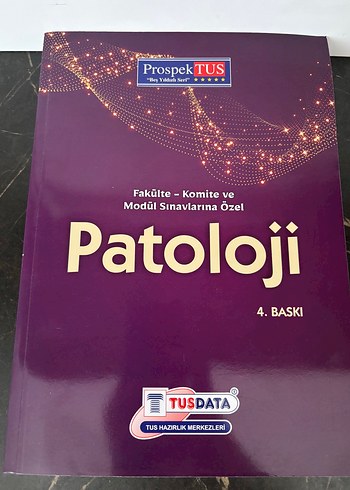 ProspekTUS
"Beş Yıldızlı Seri" ★★★★★
Fakülte - Komite ve
Modül Sınavlarına Özel
Patoloji
4. BASKI
TUSDATA®
TUS HAZIRLIK MERKEZLERİ